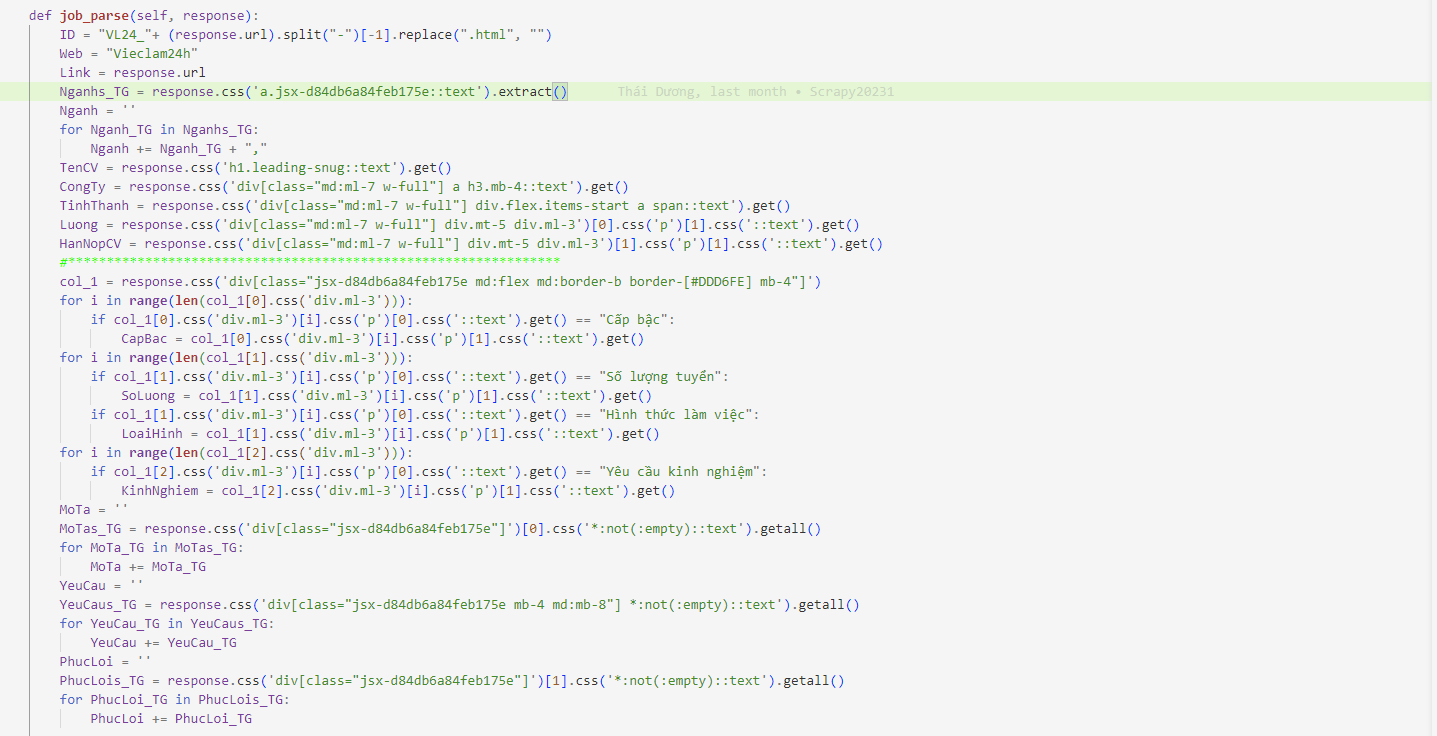 def job_parse(self, response):
    ID = "VL24_"+ (response.url).split("-")[-1].replace(".html", "")
    Web = "Vieclam24h"
    Link = response.url
    Nganhs_TG = response.css('a.jsx-d84db6a84feb175e::text').extract()      Thái Dương, last month • Scrapy20231
    Nganh = ''
    for Nganh_TG in Nganhs_TG:
        Nganh += Nganh_TG + ","
    TenCV = response.css('h1.leading-snug::text').get()
    CongTy = response.css('div[class="md:ml-7 w-full"] a h3.mb-4::text').get()
    TinhThanh = response.css('div[class="md:ml-7 w-full"] div.flex.items-start a span::text').get()
    Luong = response.css('div[class="md:ml-7 w-full"] div.mt-5 div.ml-3')[0].css('p')[1].css('::text').get()
    HanNopCV = response.css('div[class="md:ml-7 w-full"] div.mt-5 div.ml-3')[1].css('p')[1].css('::text').get()
    #****************************************************************
    col_1 = response.css('div[class="jsx-d84db6a84feb175e md:flex md:border-b border-[#DDD6FE] mb-4"]')
    for i in range(len(col_1[0].css('div.ml-3'))):
        if col_1[0].css('div.ml-3')[i].css('p')[0].css('::text').get() == "Cấp bậc":
            CapBac = col_1[0].css('div.ml-3')[i].css('p')[1].css('::text').get()
    for i in range(len(col_1[1].css('div.ml-3'))):
        if col_1[1].css('div.ml-3')[i].css('p')[0].css('::text').get() == "Số lượng tuyển":
            SoLuong = col_1[1].css('div.ml-3')[i].css('p')[1].css('::text').get()
        if col_1[1].css('div.ml-3')[i].css('p')[0].css('::text').get() == "Hình thức làm việc":
            LoaiHinh = col_1[1].css('div.ml-3')[i].css('p')[1].css('::text').get()
    for i in range(len(col_1[2].css('div.ml-3'))):
        if col_1[2].css('div.ml-3')[i].css('p')[0].css('::text').get() == "Yêu cầu kinh nghiệm":
            KinhNghiem = col_1[2].css('div.ml-3')[i].css('p')[1].css('::text').get()
    MoTa = ''
    MoTas_TG = response.css('div[class="jsx-d84db6a84feb175e"]')[0].css('*:not(:empty)::text').getall()
    for MoTa_TG in MoTas_TG:
        MoTa += MoTa_TG
    YeuCau = ''
    YeuCaus_TG = response.css('div[class="jsx-d84db6a84feb175e mb-4 md:mb-8"] *:not(:empty)::text').getall()
    for YeuCau_TG in YeuCaus_TG:
        YeuCau += YeuCau_TG
    PhucLoi = ''
    PhucLois_TG = response.css('div[class="jsx-d84db6a84feb175e"]')[1].css('*:not(:empty)::text').getall()
    for PhucLoi_TG in PhucLois_TG:
        PhucLoi += PhucLoi_TG